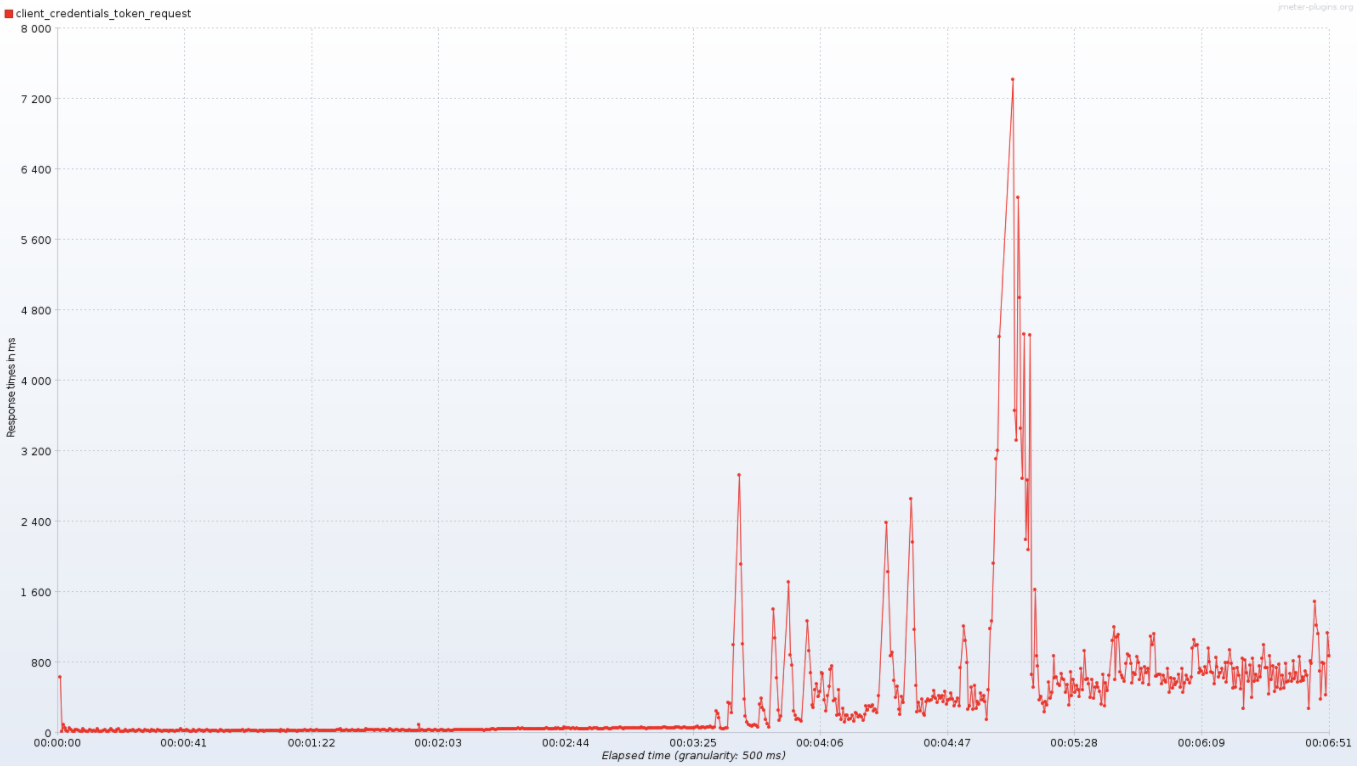 jmeter-plugins.org
client_credentials_token_request
8 000
7 200
6 400
5 600
4 800
4 000
3 200
2 400
1 600
800
0
Response times in ms
00:00:00 00:00:41 00:01:22 00:02:03 00:02:44 00:03:25 00:04:06 00:04:47 00:05:28 00:06:09 00:06:51
Elapsed time (granularity: 500 ms)